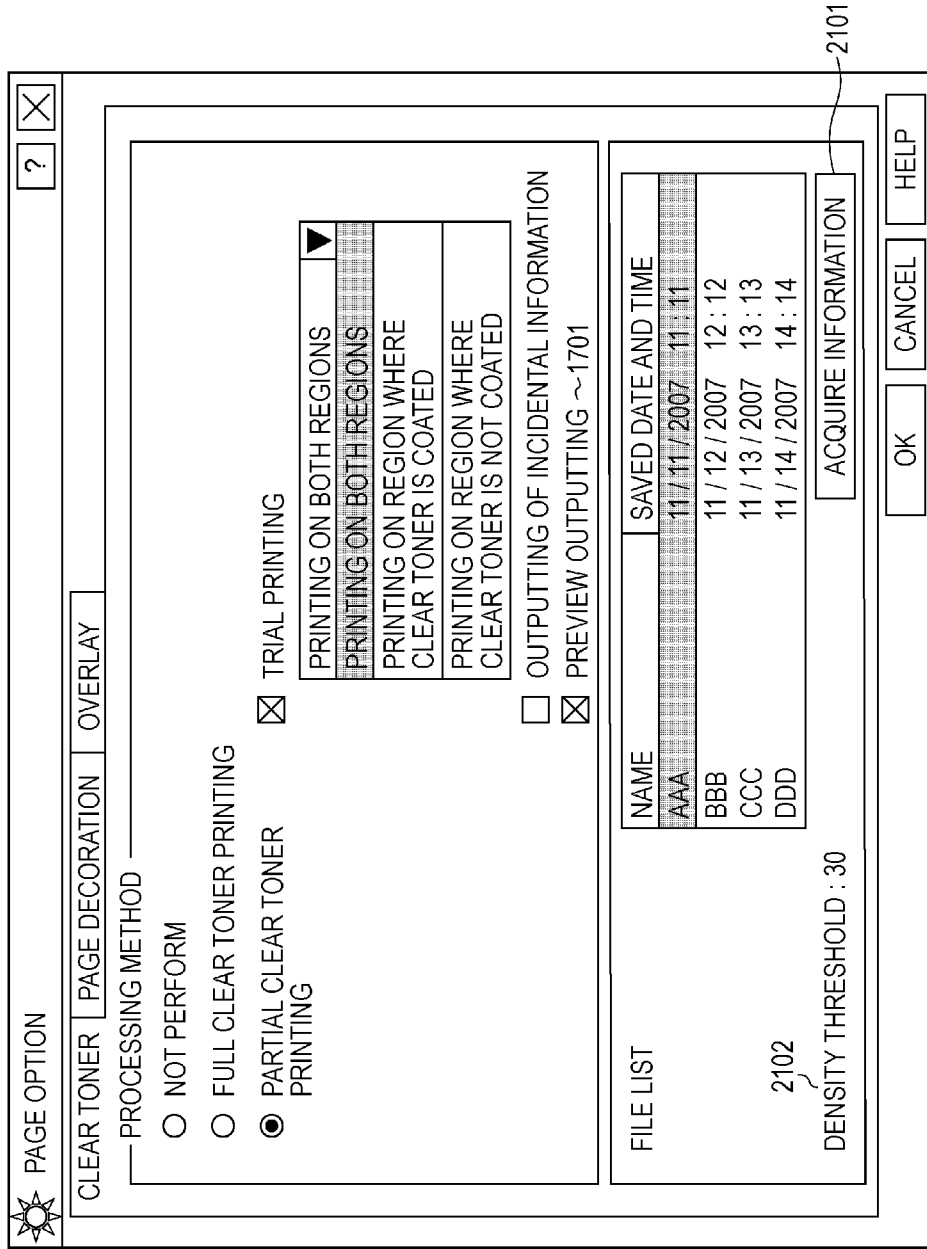 PAGE OPTION
?
CLEAR TONER
PAGE DECORATION
OVERLAY
PROCESSING METHOD
NOT PERFORM
FULL CLEAR TONER PRINTING
PARTIAL CLEAR TONER
PRINTING
TRIAL PRINTING
PRINTING ON BOTH REGIONS
PRINTING ON BOTH REGIONS
PRINTING ON REGION WHERE
CLEAR TONER IS COATED
PRINTING ON REGION WHERE
CLEAR TONER IS NOT COATED
OUTPUTTING OF INCIDENTAL INFORMATION
PREVIEW OUTPUTTING ~1701
FILE LIST
NAME SAVED DATE AND TIME
AAA 11 / 11 / 2007 11 : 11
BBB 11 / 12 / 2007 12 : 12
CCC 11 / 13 / 2007 13 : 13
DDD 11 / 14 / 2007 14 : 14
2102
DENSITY THRESHOLD : 30
ACQUIRE INFORMATION
2101
OK
CANCEL
HELP